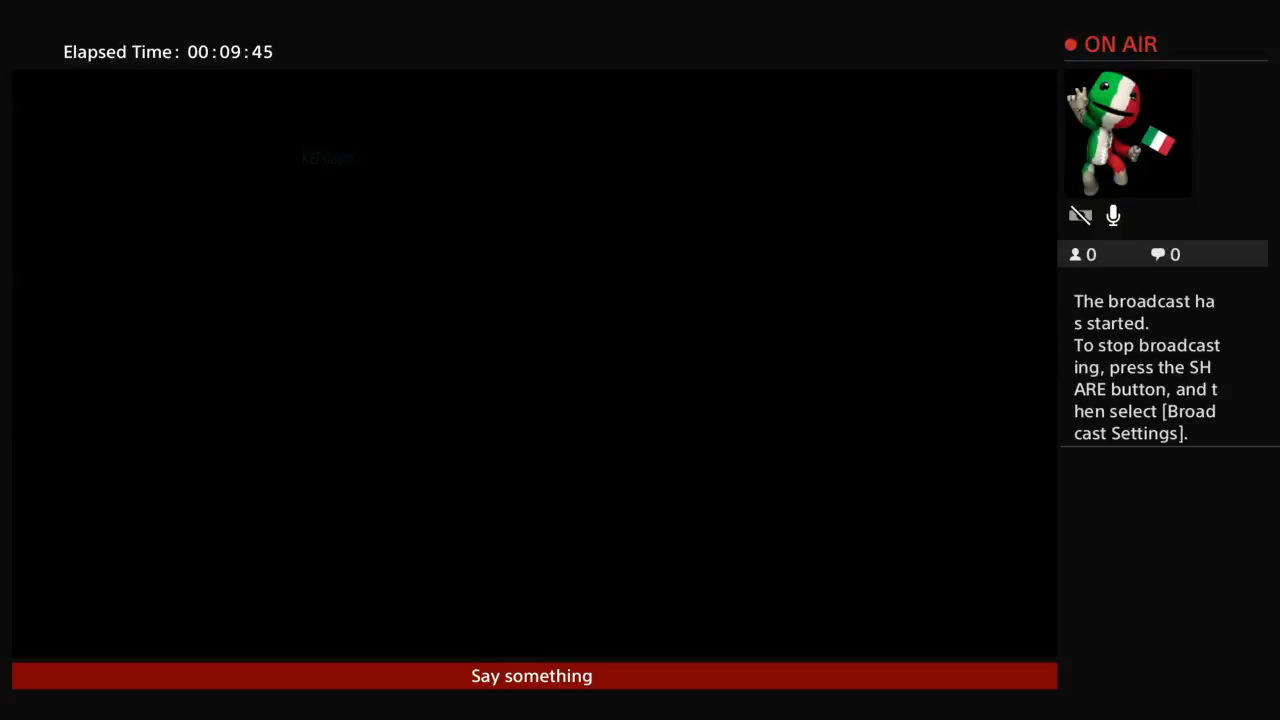 Elapsed Time: 00:09:45
ON AIR
0
0
The broadcast ha
s started.
To stop broadcast
ing, press the SH
ARE button, and t
hen select [Broad
cast Settings].
Say something